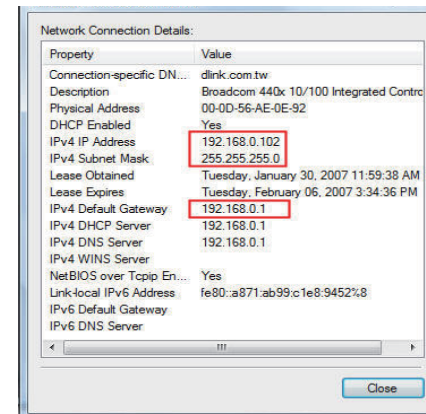 Network Connection Details:
Property Value
Connection-specific DN... dlink.com.tw
Description Broadcom 440x 10/100 Integrated Contro
Physical Address 00-0D-56-AE-0E-92
DHCP Enabled Yes
IPv4 IP Address 192.168.0.102
IPv4 Subnet Mask 255.255.255.0
Lease Obtained Tuesday, January 30, 2007 11:59:38 AM
Lease Expires Tuesday, February 06, 2007 3:34:36 PM
IPv4 Default Gateway 192.168.0.1
IPv4 DHCP Server 192.168.0.1
IPv4 DNS Server 192.168.0.1
IPv4 WINS Server
NetBIOS over Tcpip En... Yes
Link-local IPv6 Address fe80::a871:ab99:c1e8:9452%8
IPv6 Default Gateway
IPv6 DNS Server
Close